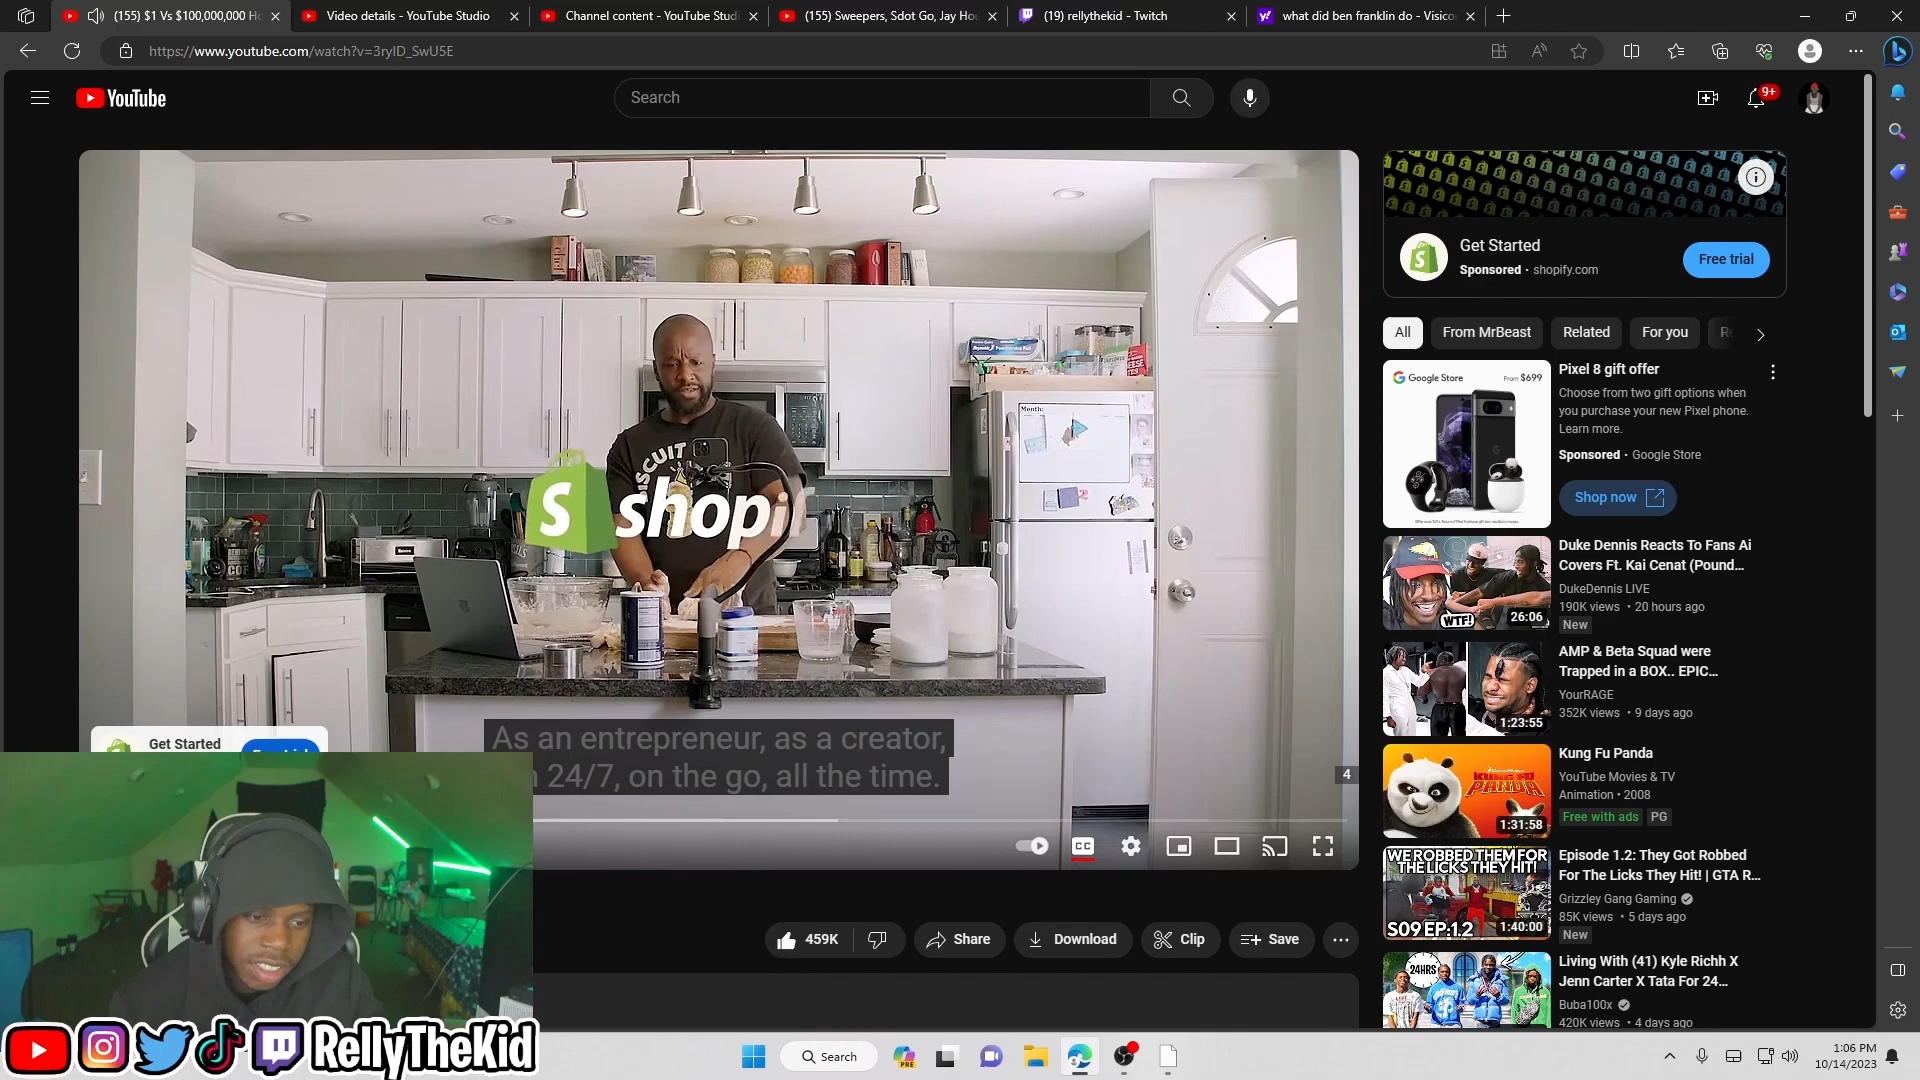 (155) $1 Vs $100,000,000 Ho
Video details - YouTube Studio
Channel content - YouTube Studi
(155) Sweepers, Sdot Go, Jay Hou
(19) rellythekid - Twitch
what did ben franklin do - Visico
https://www.youtube.com/watch?v=3ryID_SwU5E
YouTube
Search
9+
Get Started
Sponsored · shopify.com
Free trial
All
From MrBeast
Related
For you
Google Store
From $699
Pixel 8 gift offer
Choose from two gift options when
you purchase your new Pixel phone.
Learn more.
Sponsored · Google Store
Shop now
Month:
BISCUIT
shopif
Duke Dennis Reacts To Fans Ai
Covers Ft. Kai Cenat (Pound...
DukeDennis LIVE
190K views · 20 hours ago
New
WTF!
26:06
AMP & Beta Squad were
Trapped in a BOX.. EPIC...
YourRAGE
352K views · 9 days ago
1:23:55
Kung Fu Panda
YouTube Movies & TV
Animation · 2008
Free with ads
PG
KUNG FU PANDA
1:31:58
Get Started
As an entrepreneur, as a creator,
24/7, on the go, all the time.
4
CC
WE ROBBED THEM FOR
THE LICKS THEY HIT!
S09 EP:1.2
1:40:00
Episode 1.2: They Got Robbed
For The Licks They Hit! | GTA R...
Grizzley Gang Gaming
85K views · 5 days ago
New
459K
Share
Download
Clip
Save
24HRS
Living With (41) Kyle Richh X
Jenn Carter X Tata For 24...
Buba100x
420K views · 4 days ago
RellyTheKid
Search
PRE
1:06 PM
10/14/2023